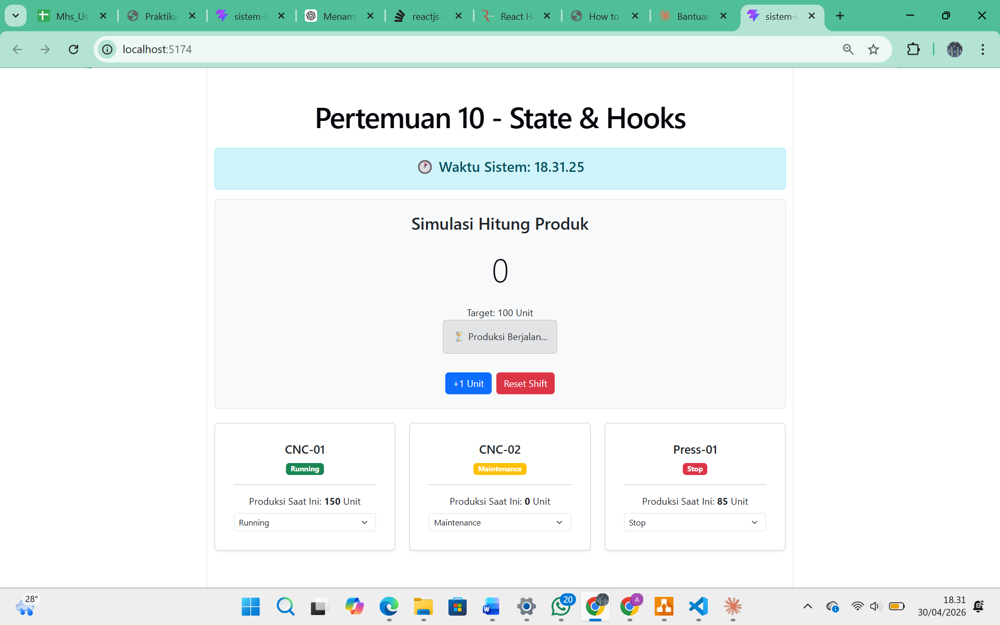 Mhs_Us
Praktiku
sistem-i
Menam
reactjs -
React H
How to
Bantuan
sistem-i
localhost:5174
Pertemuan 10 - State & Hooks
Waktu Sistem: 18.31.25
Simulasi Hitung Produk
0
Target: 100 Unit
Produksi Berjalan...
+1 Unit Reset Shift
CNC-01
Running
Produksi Saat Ini: 150 Unit
Running
CNC-02
Maintenance
Produksi Saat Ini: 0 Unit
Maintenance
Press-01
Stop
Produksi Saat Ini: 85 Unit
Stop
28°
20
A
18.31
30/04/2026